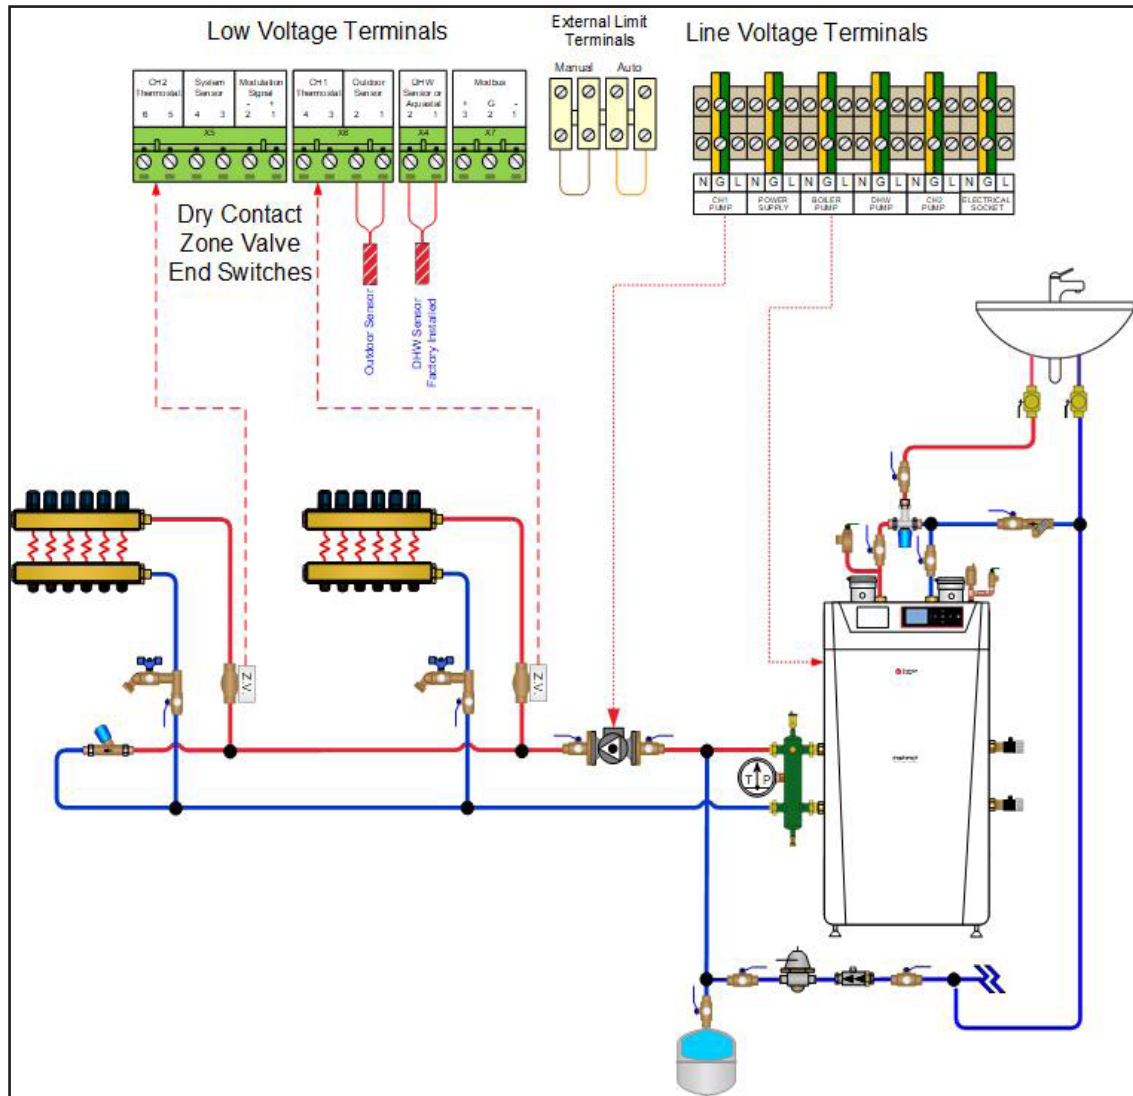 Low Voltage Terminals
External Limit
Terminals
Line Voltage Terminals
Manual Auto
CH2
Thermostat
6 5
System
Sensor
4 3
Modulation
Signal
- +
2 1
X5
CH1
Thermostat
4 3
Outdoor
Sensor
2 1
X6
DHW
Sensor or
Aquastat
2 1
X4
Modbus
+ G -
3 2 1
X7
N G L N G L N G L N G L N G L N G L
CH1
PUMP
POWER
SUPPLY
BOILER
PUMP
DHW
PUMP
CH2
PUMP
ELECTRICAL
SOCKET
Dry Contact
Zone Valve
End Switches
Outdoor Sensor
DHW Sensor
Factory Installed
Z.V.
Z.V.
T P